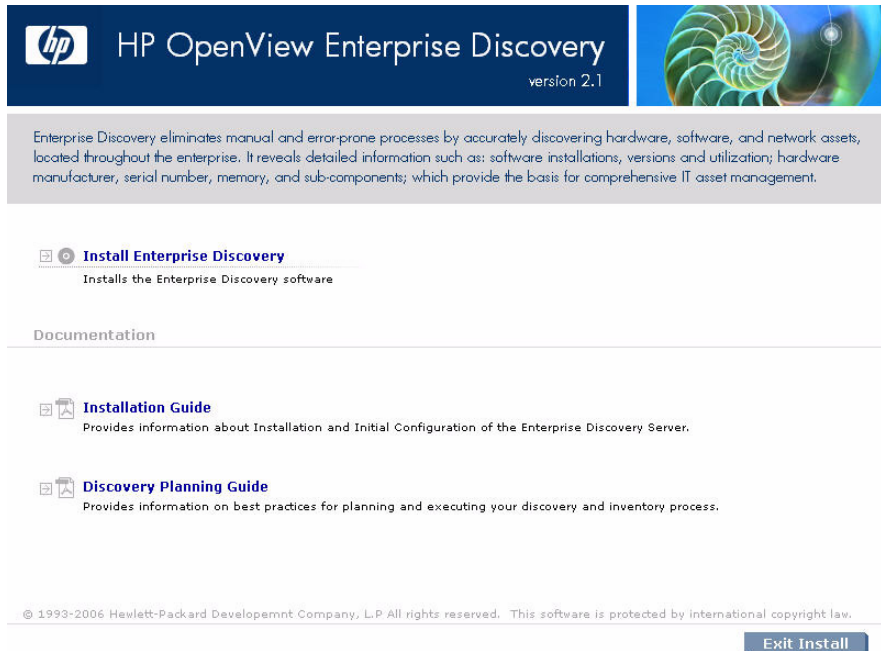 hp
HP OpenView Enterprise Discovery
version 2.1
Enterprise Discovery eliminates manual and error-prone processes by accurately discovering hardware, software, and network assets,
located throughout the enterprise. It reveals detailed information such as: software installations, versions and utilization; hardware
manufacturer, serial number, memory, and sub-components; which provide the basis for comprehensive IT asset management.
Install Enterprise Discovery
Installs the Enterprise Discovery software
Documentation
Installation Guide
Provides information about Installation and Initial Configuration of the Enterprise Discovery Server.
Discovery Planning Guide
Provides information on best practices for planning and executing your discovery and inventory process.
© 1993-2006 Hewlett-Packard Developemnt Company, L.P All rights reserved. This software is protected by international copyright law.
Exit Install